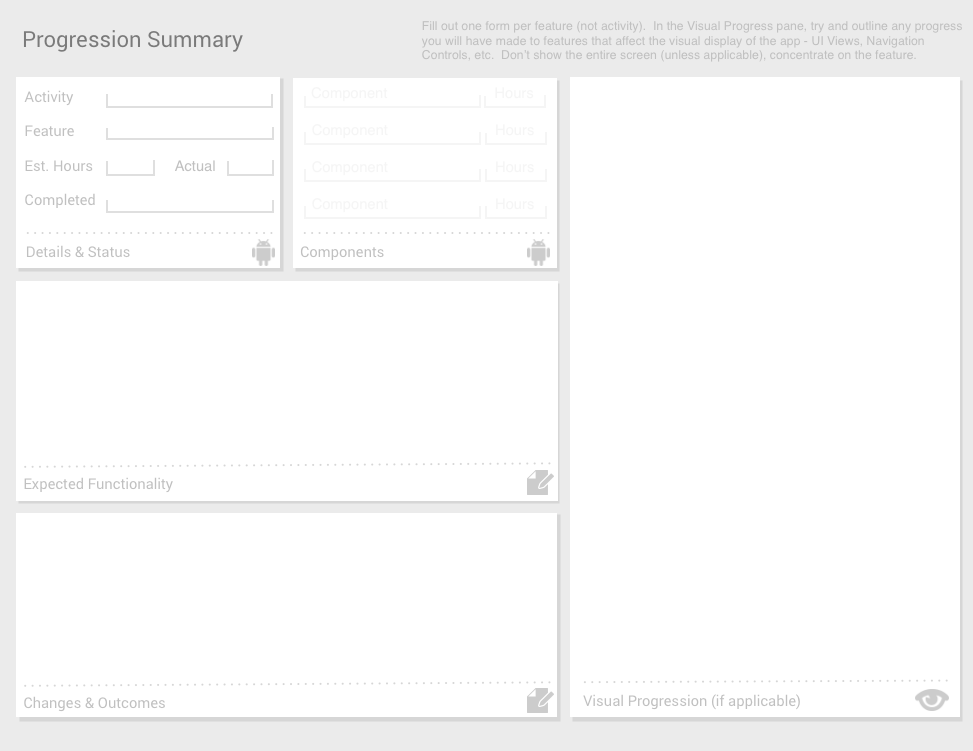 Progression Summary
Fill out one form per feature (not activity).  In the Visual Progress pane, try and outline any progress
you will have made to features that affect the visual display of the app - UI Views, Navigation
Controls, etc.  Don't show the entire screen (unless applicable), concentrate on the feature.
Activity
Feature
Est. Hours Actual
Completed
Details & Status
Component Hours
Component Hours
Component Hours
Component Hours
Components
Expected Functionality
Changes & Outcomes
Visual Progression (if applicable)